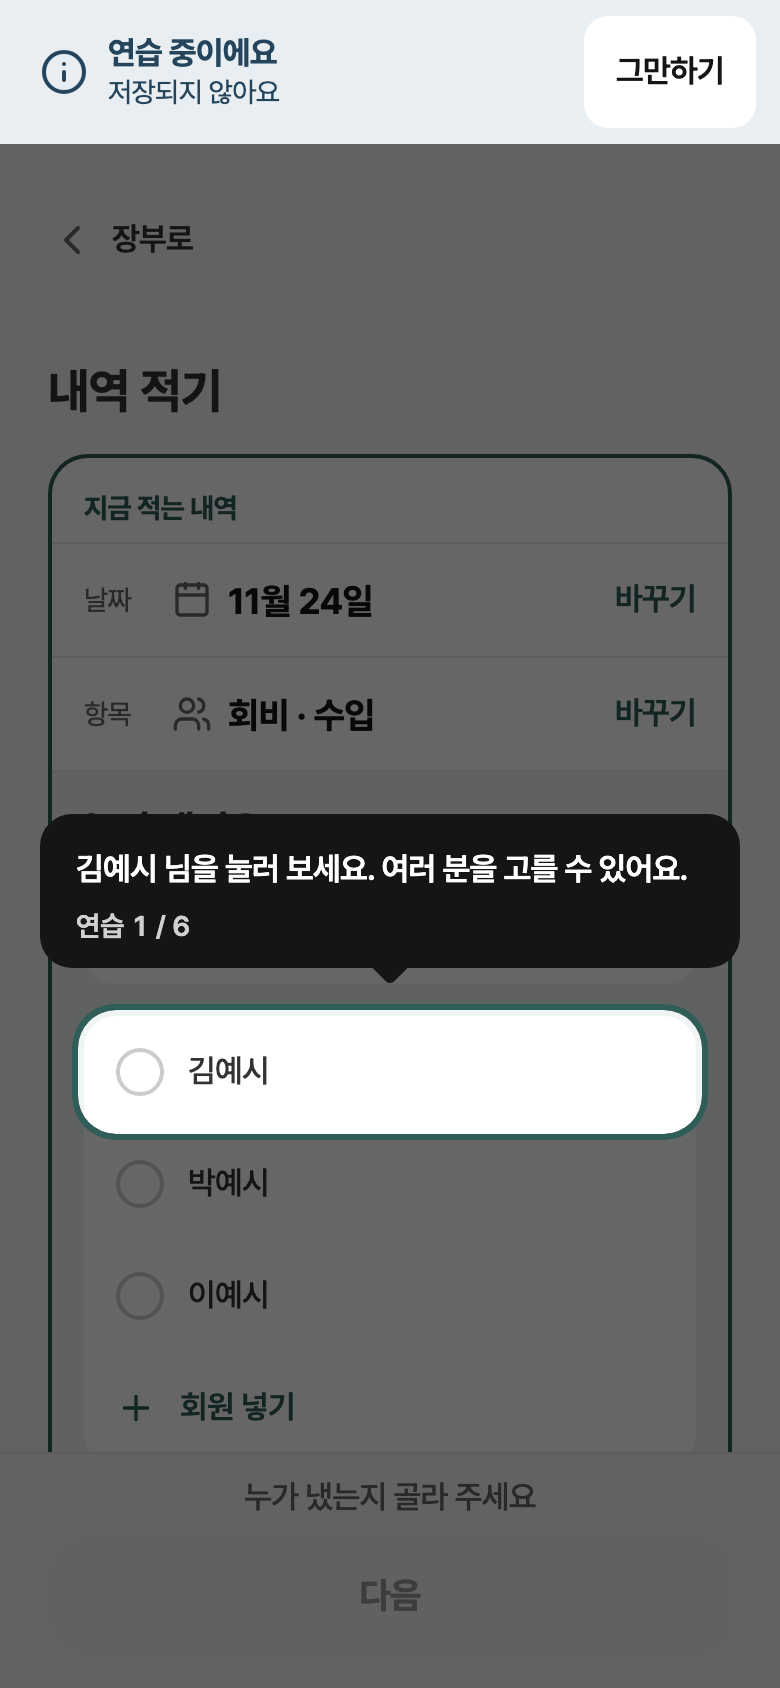 연습 중이에요
저장되지 않아요
그만하기
장부로
내역 적기
지금 적는 내역
날짜 11월 24일 바꾸기
항목 회비 · 수입 바꾸기
김예시 님을 눌러 보세요. 여러 분을 고를 수 있어요.
연습 1 / 6
김예시
박예시
이예시
회원 넣기
누가 냈는지 골라 주세요
다음